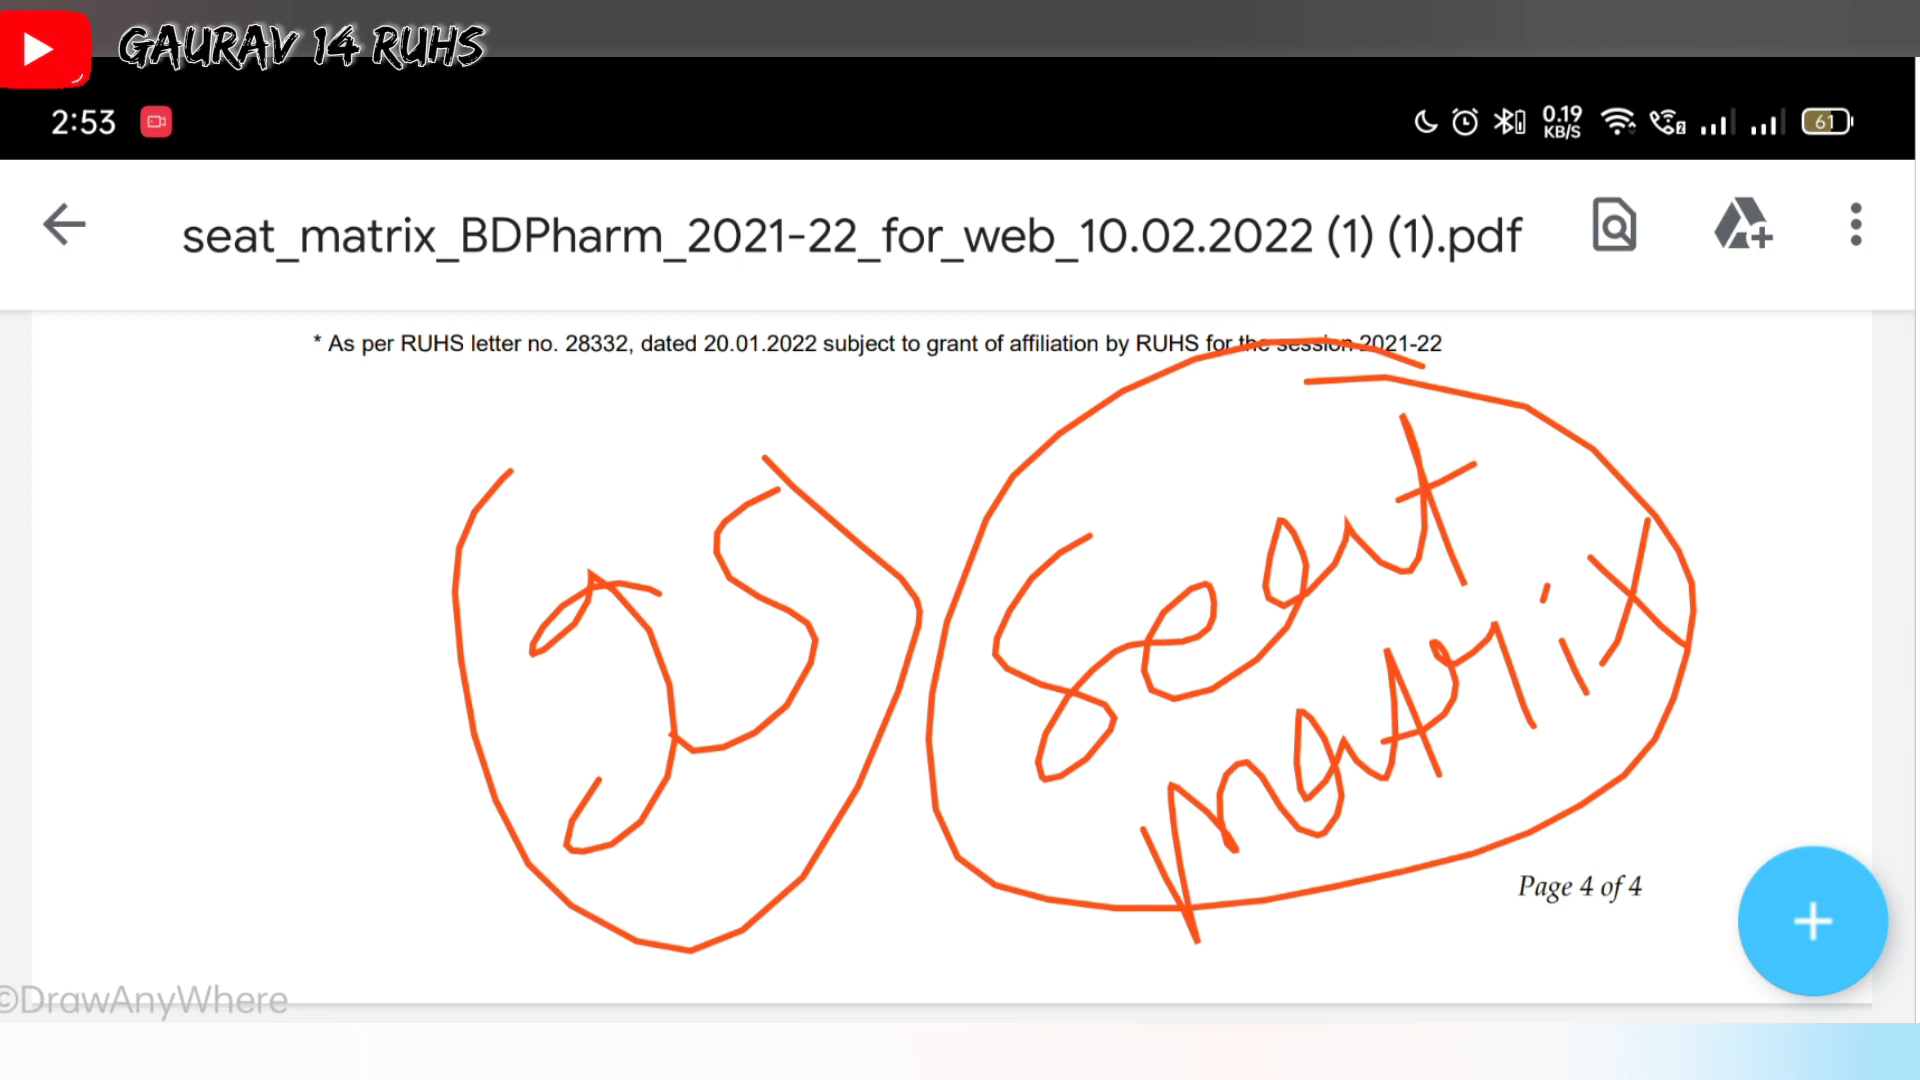 GAURAV 14 RUHS
2:53
0.19
KB/S
2
61
seat_matrix_BDPharm_2021-22_for_web_10.02.2022 (1) (1).pdf
* As per RUHS letter no. 28332, dated 20.01.2022 subject to grant of affiliation by RUHS for the session 2021-22
Seat
matrix
Page 4 of 4
©DrawAnyWhere